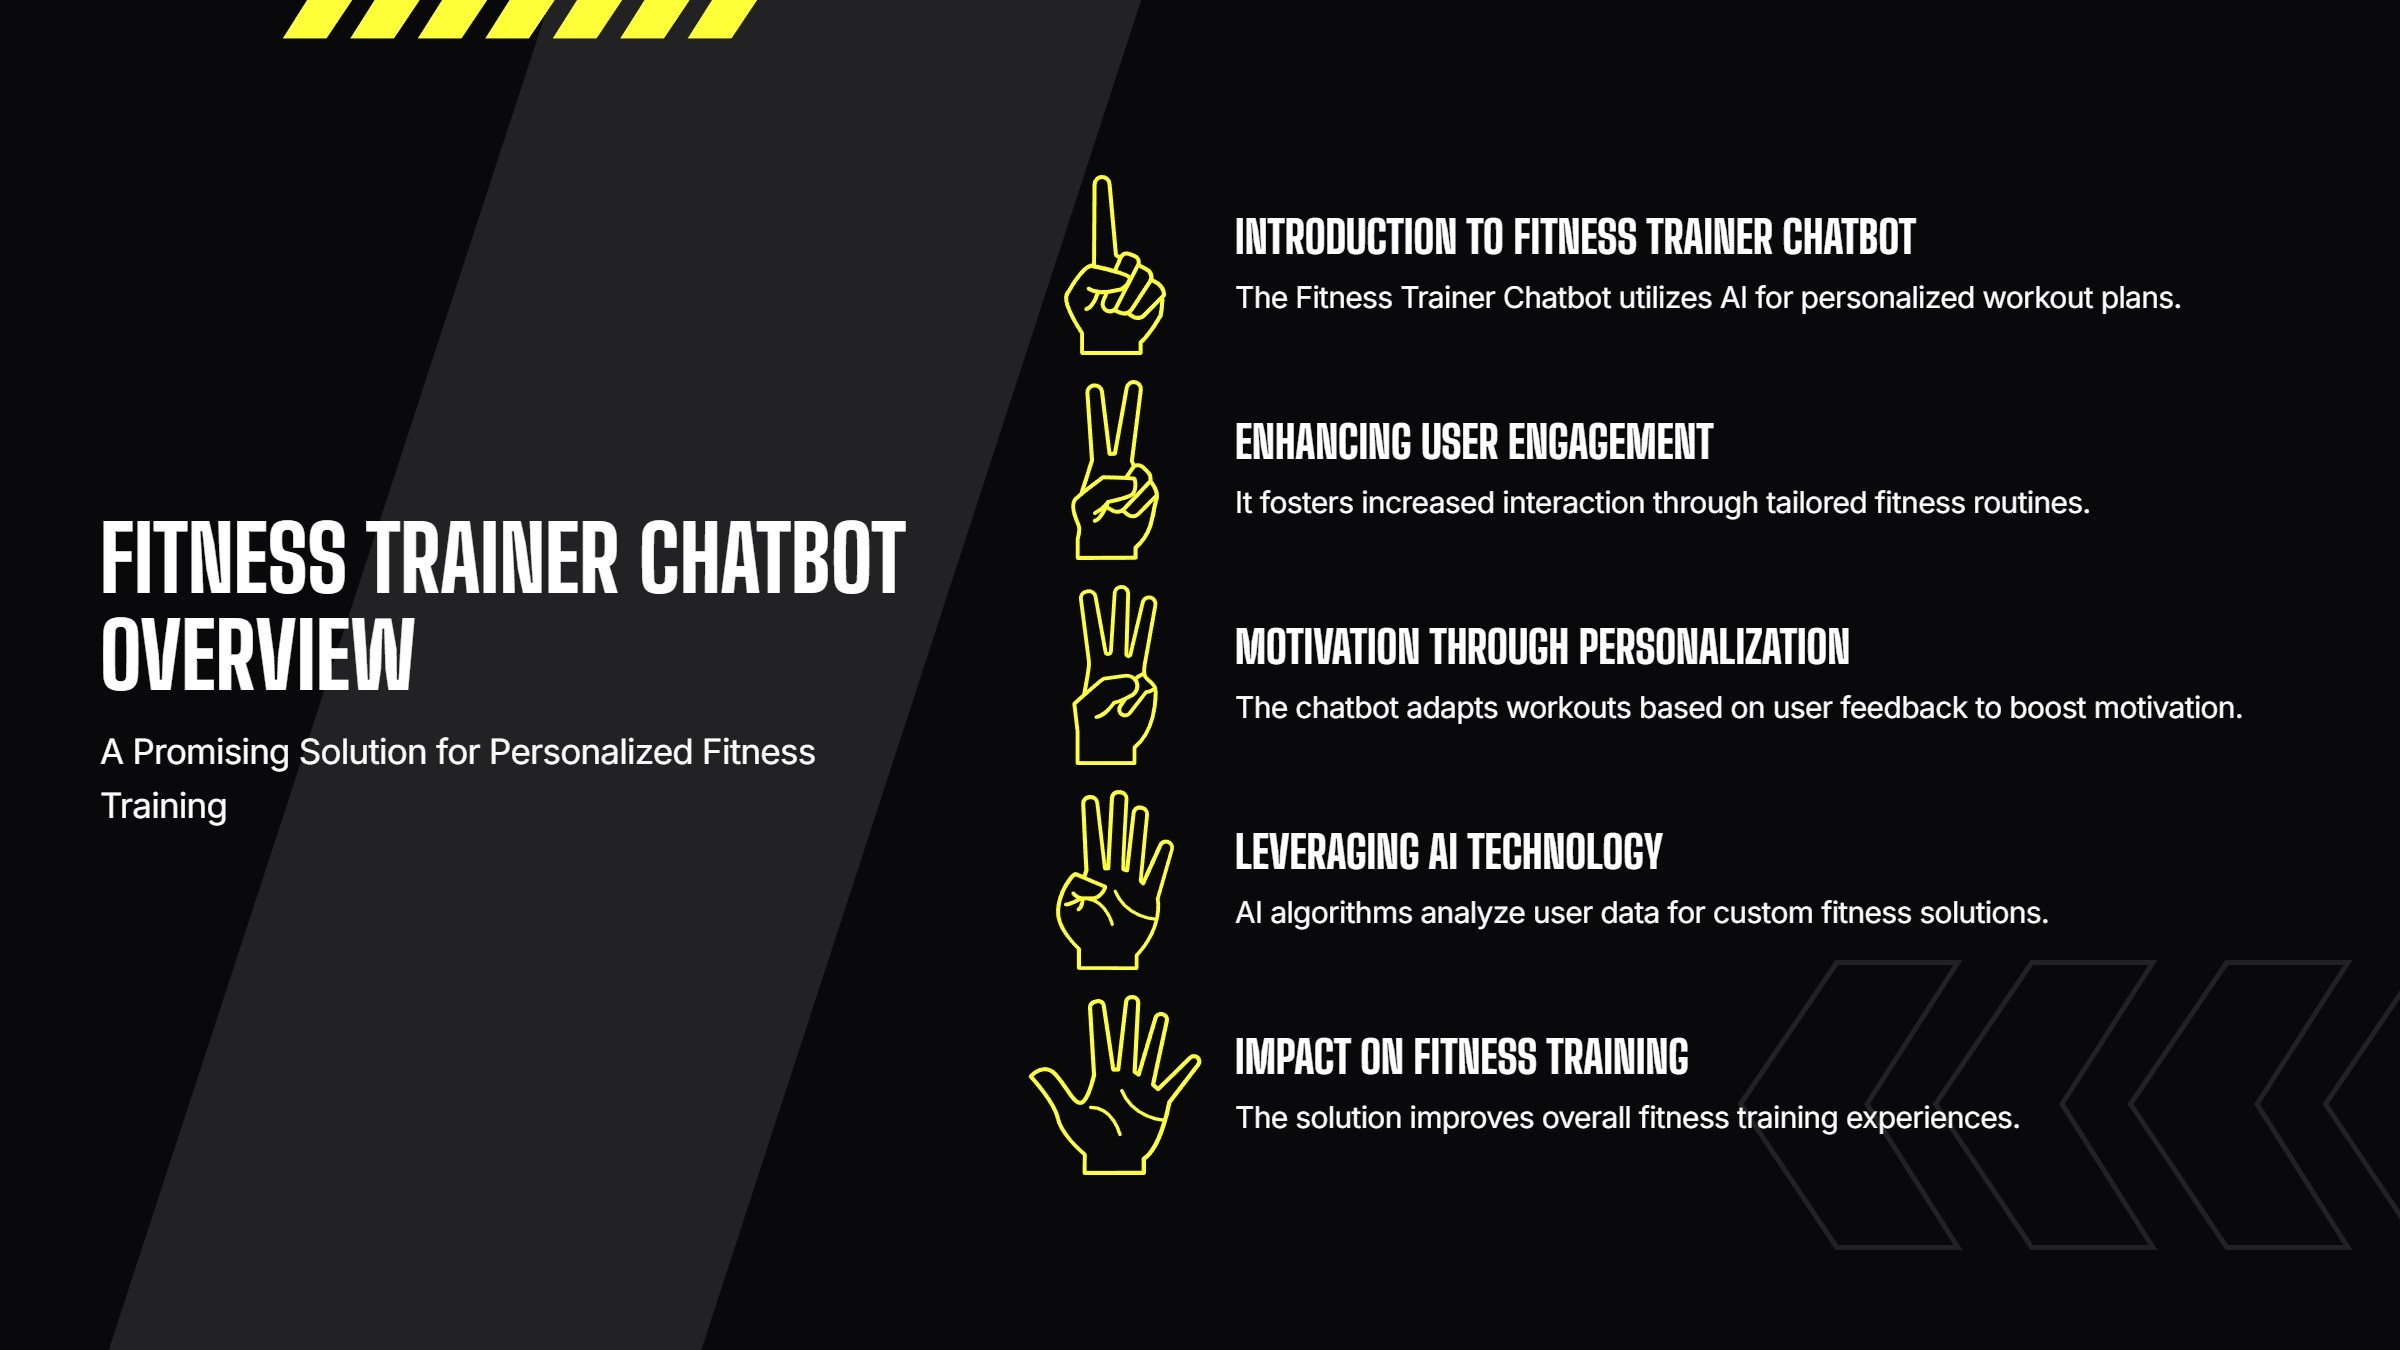 FITNESS TRAINER CHATBOT
OVERVIEW
A Promising Solution for Personalized Fitness
Training
INTRODUCTION TO FITNESS TRAINER CHATBOT
The Fitness Trainer Chatbot utilizes AI for personalized workout plans.
ENHANCING USER ENGAGEMENT
It fosters increased interaction through tailored fitness routines.
MOTIVATION THROUGH PERSONALIZATION
The chatbot adapts workouts based on user feedback to boost motivation.
LEVERAGING AI TECHNOLOGY
AI algorithms analyze user data for custom fitness solutions.
IMPACT ON FITNESS TRAINING
The solution improves overall fitness training experiences.